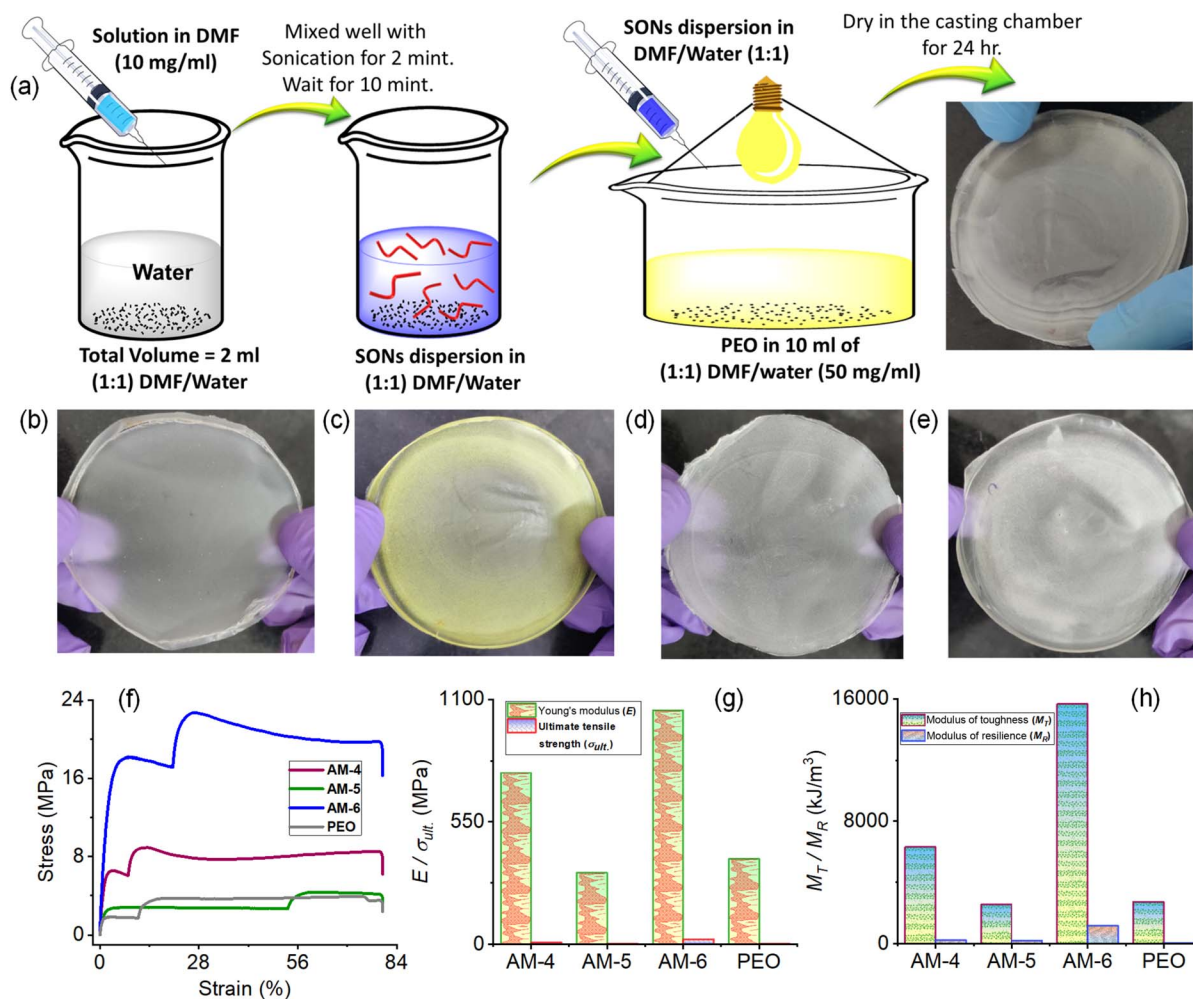 (a)
Solution in DMF
(10 mg/ml)
Mixed well with
Sonication for 2 mint.
Wait for 10 mint.
SONs dispersion in
DMF/Water (1:1)
Dry in the casting chamber
for 24 hr.
Water
Total Volume = 2 ml
(1:1) DMF/Water
SONs dispersion in
(1:1) DMF/Water
PEO in 10 ml of
(1:1) DMF/water (50 mg/ml)
(b)
(c)
(d)
(e)
(f)
24
16
8
0
Stress (MPa)
AM-4
AM-5
AM-6
PEO
0 28 56 84
Strain (%)
(g)
1100
550
0
E / σult. (MPa)
Young's modulus (E)
Ultimate tensile
strength (σult.)
AM-4 AM-5 AM-6 PEO
(h)
16000
8000
0
MT / MR (kJ/m³)
Modulus of toughness (MT)
Modulus of resilience (MR)
AM-4 AM-5 AM-6 PEO